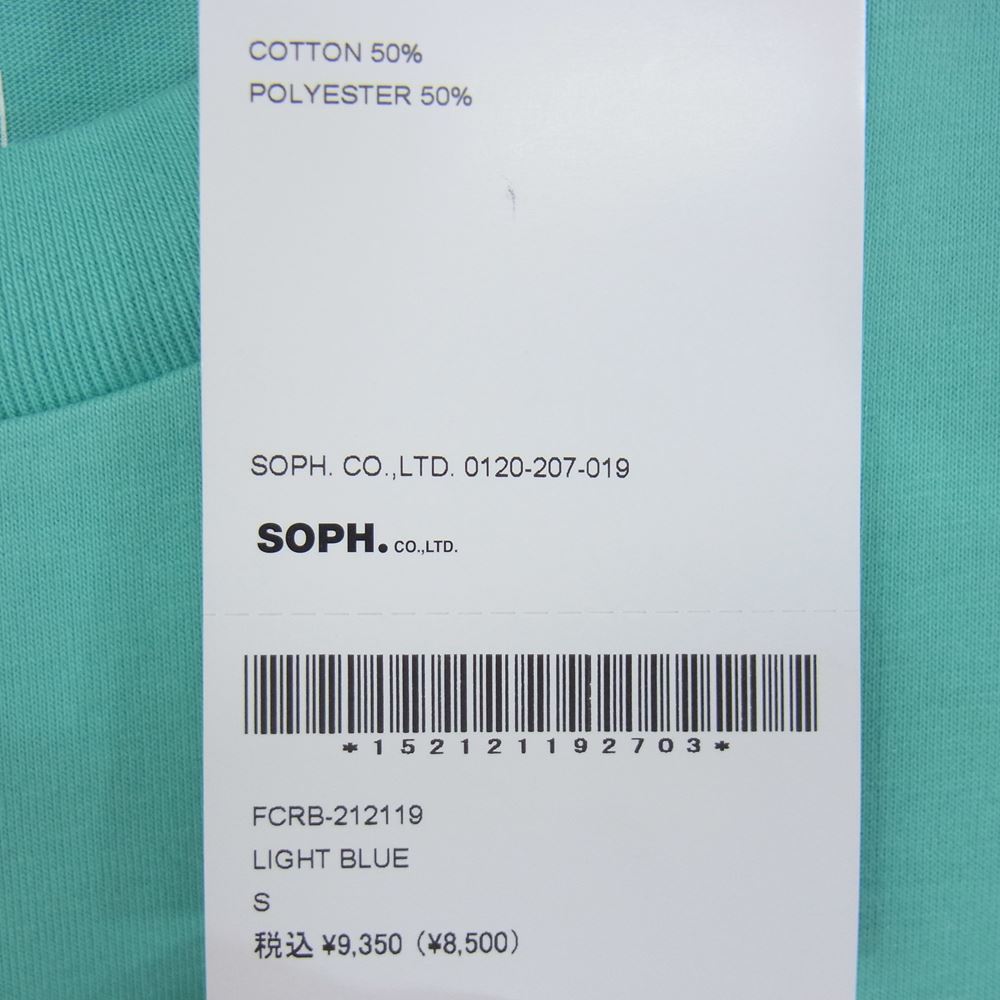 COTTON 50%
POLYESTER 50%
SOPH. CO.,LTD. 0120-207-019
SOPH. CO.,LTD.
*152121192703*
FCRB-212119
LIGHT BLUE
S
税込 ¥9,350 (¥8,500)